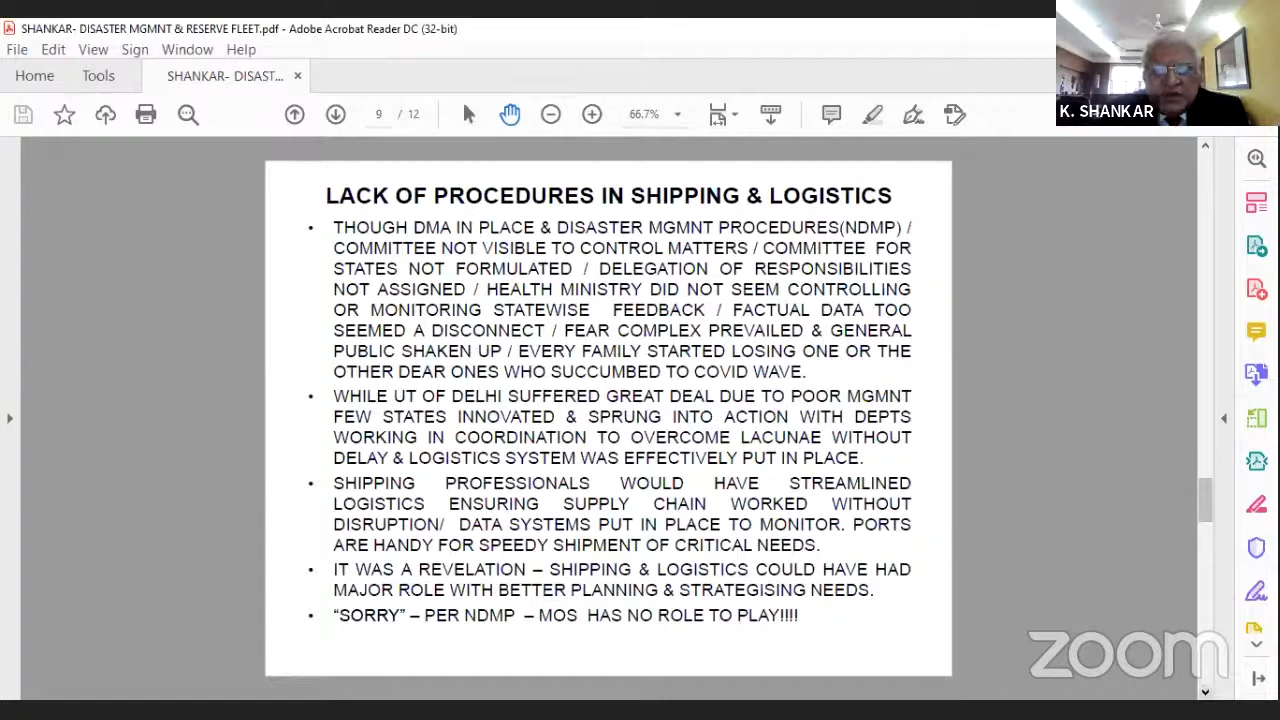 SHANKAR- DISASTER MGMNT & RESERVE FLEET.pdf - Adobe Acrobat Reader DC (32-bit)
File Edit View Sign Window Help
Home Tools SHANKAR- DISAST... ×
9 / 12 66.7%
K. SHANKAR
LACK OF PROCEDURES IN SHIPPING & LOGISTICS
• THOUGH DMA IN PLACE & DISASTER MGMNT PROCEDURES(NDMP) /
COMMITTEE NOT VISIBLE TO CONTROL MATTERS / COMMITTEE FOR
STATES NOT FORMULATED / DELEGATION OF RESPONSIBILITIES
NOT ASSIGNED / HEALTH MINISTRY DID NOT SEEM CONTROLLING
OR MONITORING STATEWISE FEEDBACK / FACTUAL DATA TOO
SEEMED A DISCONNECT / FEAR COMPLEX PREVAILED & GENERAL
PUBLIC SHAKEN UP / EVERY FAMILY STARTED LOSING ONE OR THE
OTHER DEAR ONES WHO SUCCUMBED TO COVID WAVE.
• WHILE UT OF DELHI SUFFERED GREAT DEAL DUE TO POOR MGMNT
FEW STATES INNOVATED & SPRUNG INTO ACTION WITH DEPTS
WORKING IN COORDINATION TO OVERCOME LACUNAE WITHOUT
DELAY & LOGISTICS SYSTEM WAS EFFECTIVELY PUT IN PLACE.
• SHIPPING PROFESSIONALS WOULD HAVE STREAMLINED
LOGISTICS ENSURING SUPPLY CHAIN WORKED WITHOUT
DISRUPTION/ DATA SYSTEMS PUT IN PLACE TO MONITOR. PORTS
ARE HANDY FOR SPEEDY SHIPMENT OF CRITICAL NEEDS.
• IT WAS A REVELATION – SHIPPING & LOGISTICS COULD HAVE HAD
MAJOR ROLE WITH BETTER PLANNING & STRATEGISING NEEDS.
• “SORRY” – PER NDMP – MOS HAS NO ROLE TO PLAY!!!!
zoom